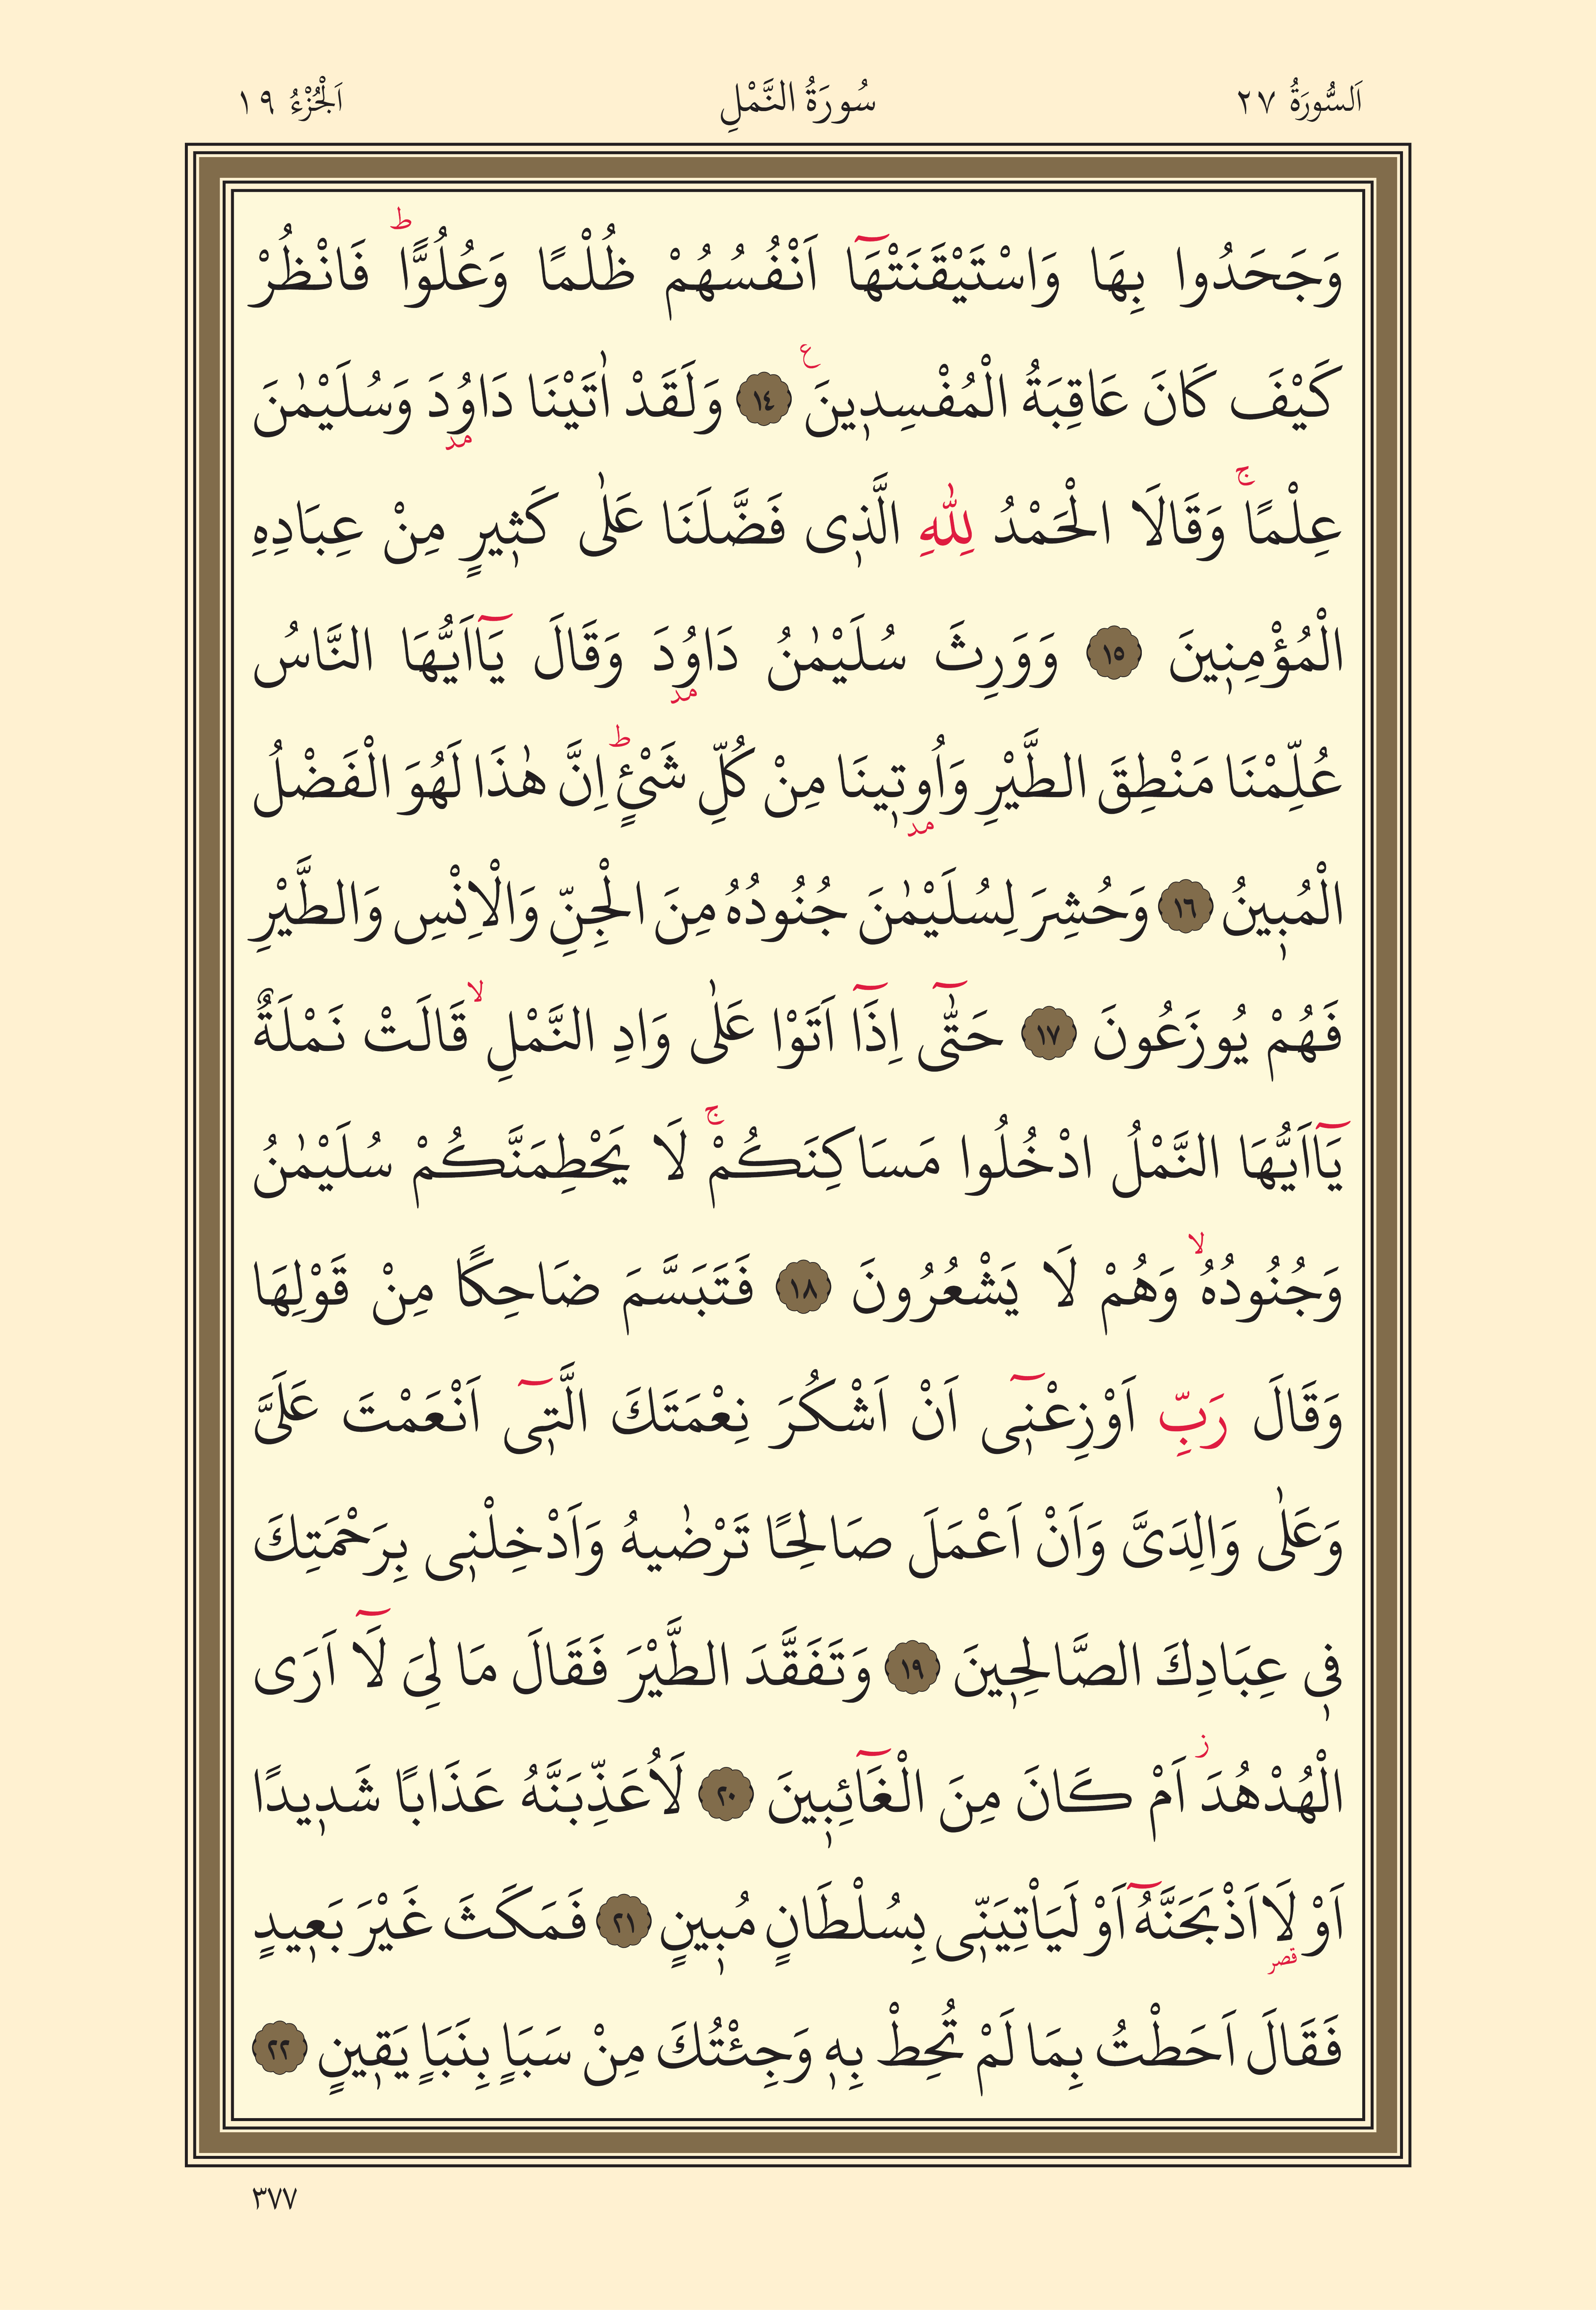 اَلسُّورَةُ ٢٧ سُورَةُ النَّمْلِ اَلْجُزْءُ ١٩
وَجَحَدُوا بِهَا وَاسْتَيْقَنَتْهَٓا اَنْفُسُهُمْ ظُلْمًا وَعُلُوًّاۜ فَانْظُرْ
كَيْفَ كَانَ عَاقِبَةُ الْمُفْسِد۪ينَ ع ١٤ وَلَقَدْ اٰتَيْنَا دَاوُ۫دَ وَسُلَيْمٰنَ
عِلْمًاۚ وَقَالَا الْحَمْدُ لِلّٰهِ الَّذ۪ى فَضَّلَنَا عَلٰى كَث۪يرٍ مِنْ عِبَادِهِ
الْمُؤْمِن۪ينَ ١٥ وَوَرِثَ سُلَيْمٰنُ دَاوُ۫دَ وَقَالَ يَٓااَيُّهَا النَّاسُ
عُلِّمْنَا مَنْطِقَ الطَّيْرِ وَاُو۫ت۪ينَا مِنْ كُلِّ شَيْءٍۜ اِنَّ هٰذَا لَهُوَ الْفَضْلُ
الْمُب۪ينُ ١٦ وَحُشِرَ لِسُلَيْمٰنَ جُنُودُهُ مِنَ الْجِنِّ وَالْاِنْسِ وَالطَّيْرِ
فَهُمْ يُوزَعُونَ ١٧ حَتّٰٓى اِذَٓا اَتَوْا عَلٰى وَادِ النَّمْلِۙ قَالَتْ نَمْلَةٌ
يَٓااَيُّهَا النَّمْلُ ادْخُلُوا مَسَاكِنَكُمْۚ لَا يَحْطِمَنَّكُمْ سُلَيْمٰنُ
وَجُنُودُهُۙ وَهُمْ لَا يَشْعُرُونَ ١٨ فَتَبَسَّمَ ضَاحِكًا مِنْ قَوْلِهَا
وَقَالَ رَبِّ اَوْزِعْن۪ٓى اَنْ اَشْكُرَ نِعْمَتَكَ الَّت۪ٓى اَنْعَمْتَ عَلَىَّ
وَعَلٰى وَالِدَىَّ وَاَنْ اَعْمَلَ صَالِحًا تَرْضٰيهُ وَاَدْخِلْن۪ى بِرَحْمَتِكَ
ف۪ى عِبَادِكَ الصَّالِح۪ينَ ١٩ وَتَفَقَّدَ الطَّيْرَ فَقَالَ مَا لِىَ لَٓا اَرَى
الْهُدْهُدَۘ اَمْ كَانَ مِنَ الْغَٓائِب۪ينَ ٢٠ لَاُعَذِّبَنَّهُ عَذَابًا شَد۪يدًا
اَوْ لَا۬اَذْبَحَنَّهُٓ اَوْ لَيَاْتِيَنّ۪ى بِسُلْطَانٍ مُب۪ينٍ ٢١ فَمَكَثَ غَيْرَ بَع۪يدٍ
فَقَالَ اَحَطْتُ بِمَا لَمْ تُحِطْ بِه۪ وَجِئْتُكَ مِنْ سَبَاٍ بِنَبَاٍ يَق۪ينٍ ٢٢
٣٧٧